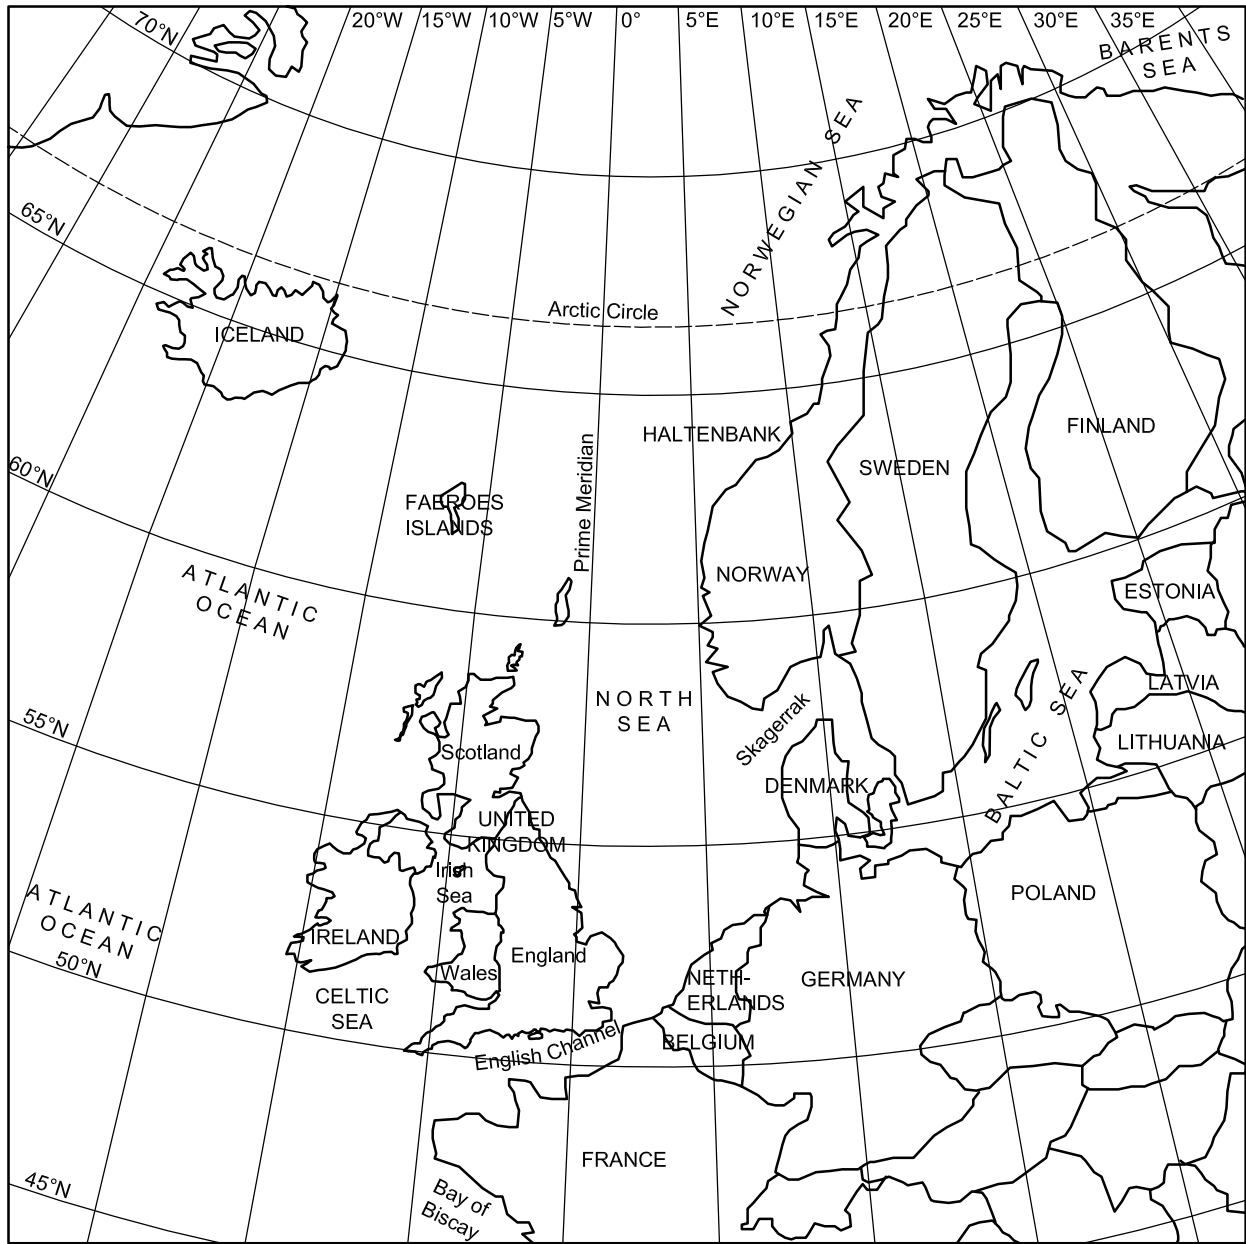 70°N
20°W
15°W
10°W
5°W
0°
5°E
10°E
15°E
20°E
25°E
30°E
35°E
BARENTS
SEA
NORWEGIAN SEA
65°N
Arctic Circle
ICELAND
HALTENBANK
FINLAND
SWEDEN
60°N
Prime Meridian
FAEROES
ISLANDS
ATLANTIC
OCEAN
NORWAY
ESTONIA
LATVIA
NORTH
SEA
55°N
Skagerrak
BALTIC SEA
LITHUANIA
Scotland
DENMARK
UNITED
KINGDOM
Irish
Sea
POLAND
ATLANTIC
OCEAN
IRELAND
England
Wales
50°N
NETH-
ERLANDS
GERMANY
CELTIC
SEA
English Channel
BELGIUM
FRANCE
45°N
Bay of
Biscay